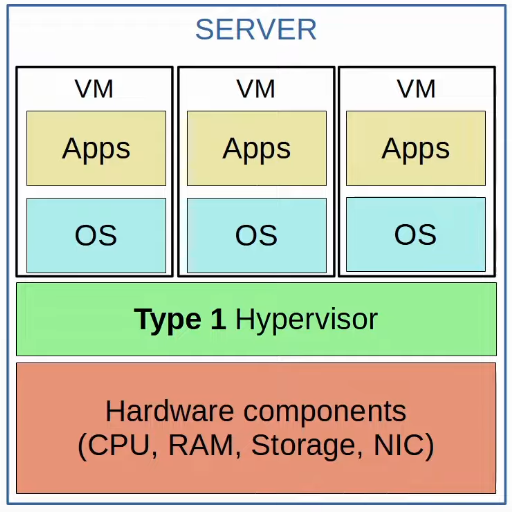 SERVER
VM VM VM
Apps Apps Apps
OS OS OS
Type 1 Hypervisor
Hardware components
(CPU, RAM, Storage, NIC)